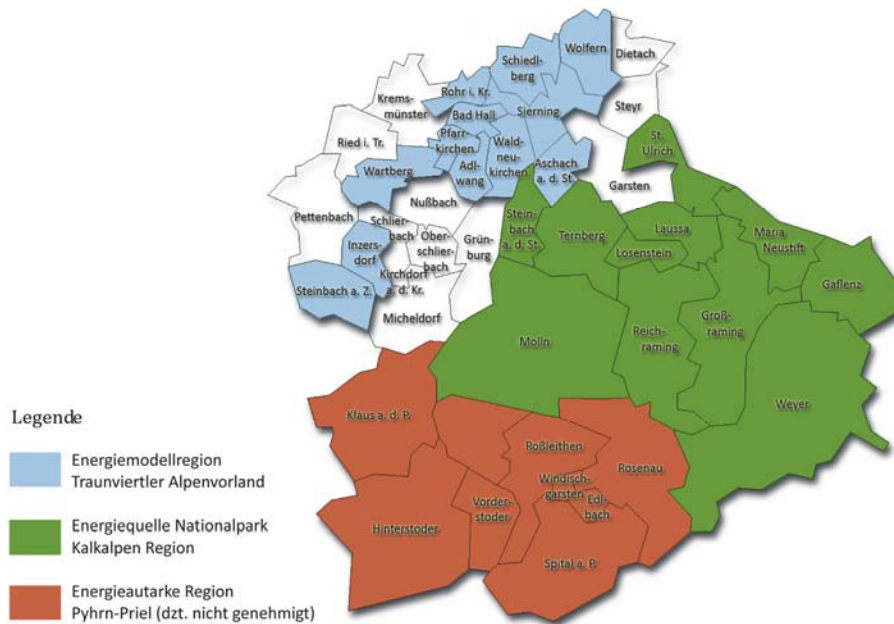 Wolfern
Dietach
Schiedl-
berg
Rohr i. Kr.
Krems-
münster
Bad Hall
Sierning
Steyr
Pfarr-
kirchen
Wald-
neu-
kirchen
Ried i. Tr.
St.
Ulrich
Wartberg
Adl-
wang
Aschach
a. d. St.
Garsten
Nußbach
Pettenbach
Schlier-
bach
Inzers-
dorf
Ober-
schlier-
bach
Grün-
burg
Stein-
bach
a. d. St.
Ternberg
Laussa
Losenstein
Maria
Neustift
Kirchdorf
a. d. Kr.
Steinbach a. Z.
Gaflenz
Micheldorf
Molln
Reich-
raming
Groß-
raming
Weyer
Klaus a. d. P.
Roßleithen
Rosenau
Windisch-
garsten
Edl-
bach
Vorder-
stoder
Hinterstoder
Spital a. P.
Legende
Energiemodellregion
Traunviertler Alpenvorland
Energiequelle Nationalpark
Kalkalpen Region
Energieautarke Region
Pyhrn-Priel (dzt. nicht genehmigt)